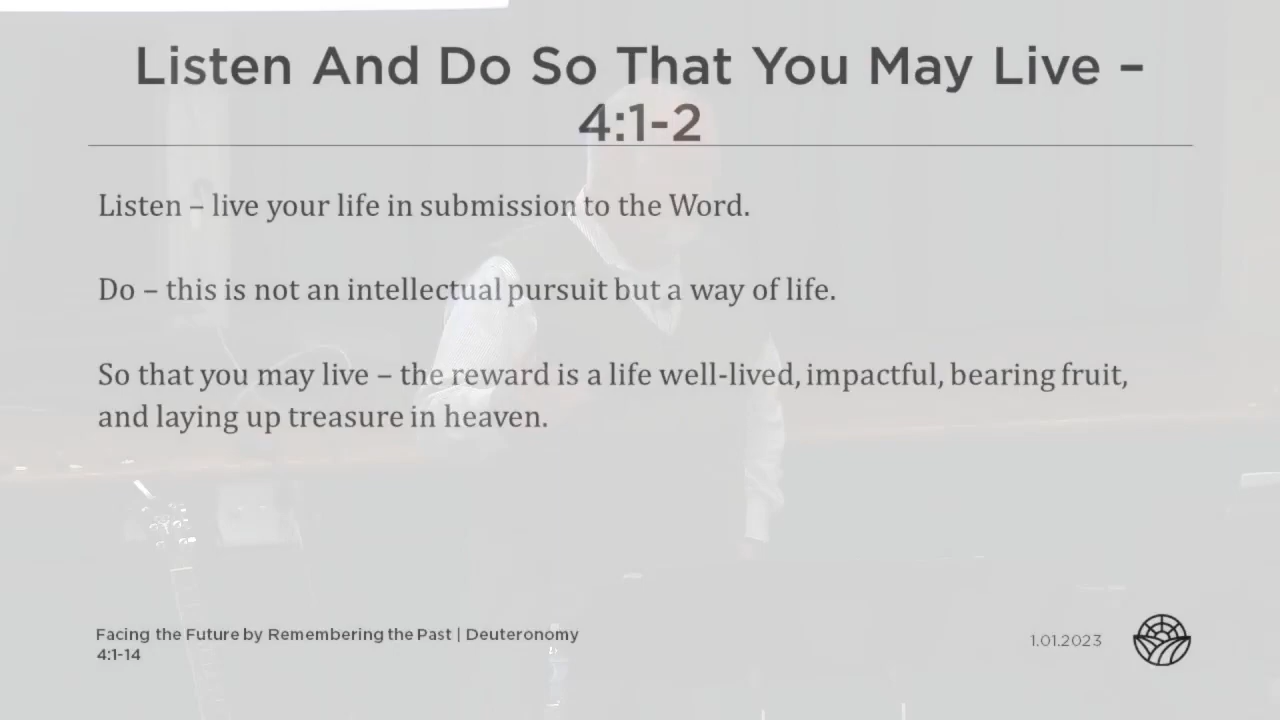 Listen And Do So That You May Live –
4:1-2
Listen – live your life in submission to the Word.
Do – this is not an intellectual pursuit but a way of life.
So that you may live – the reward is a life well-lived, impactful, bearing fruit,
and laying up treasure in heaven.
Facing the Future by Remembering the Past | Deuteronomy
4:1-14
1.01.2023